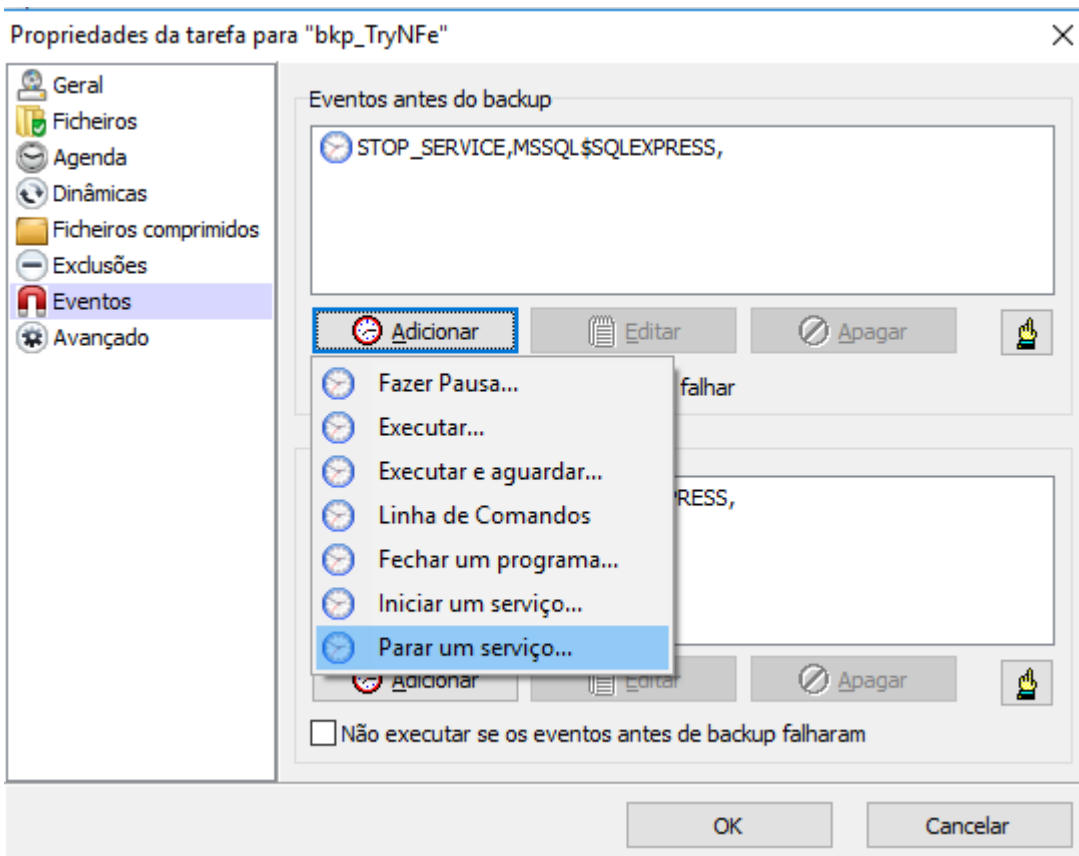 Propriedades da tarefa para "bkp_TryNFe"
Geral
Ficheiros
Agenda
Dinâmicas
Ficheiros comprimidos
Exclusões
Eventos
Avançado
Eventos antes do backup
STOP_SERVICE,MSSQL$SQLEXPRESS,
Adicionar
Editar
Apagar
falhar
Fazer Pausa...
Executar...
Executar e aguardar...
Linha de Comandos
Fechar um programa...
Iniciar um serviço...
Parar um serviço...
PRESS,
Adicionar
Editar
Apagar
Não executar se os eventos antes de backup falharam
OK
Cancelar